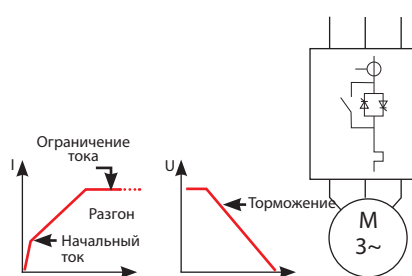 Ограничение
тока
I
Разгон
Начальный
ток
U
Торможение
M
3~